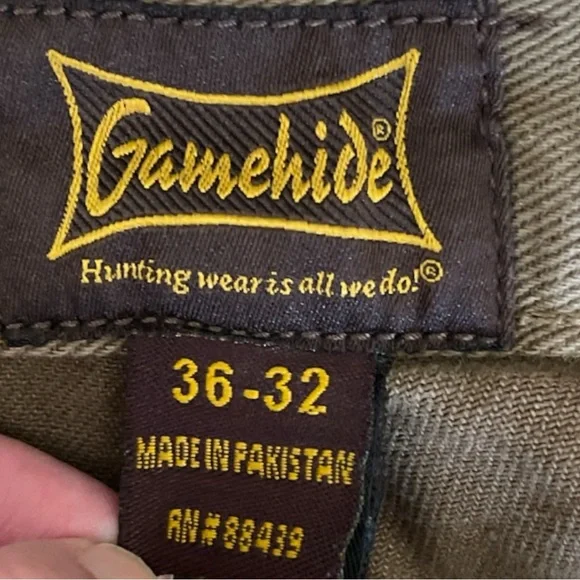 Gamehide®
Hunting wear is all we do!®
36-32
MADE IN PAKISTAN
RN# 88439